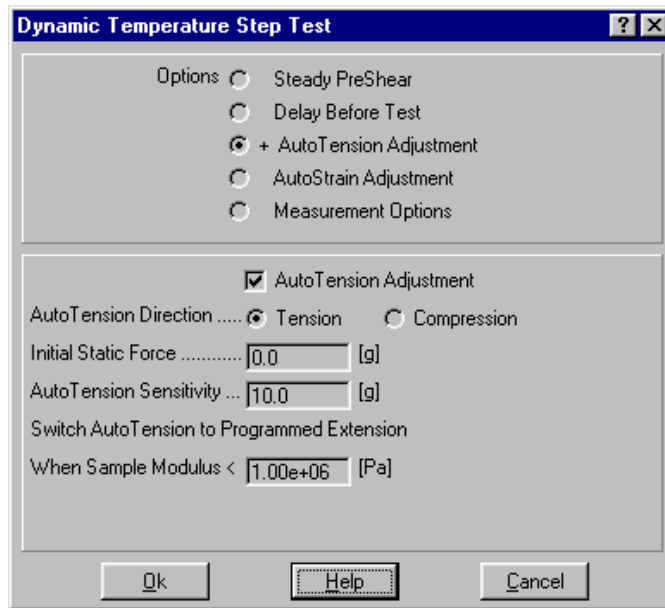 Dynamic Temperature Step Test
Options Steady PreShear
Delay Before Test
+ AutoTension Adjustment
AutoStrain Adjustment
Measurement Options
AutoTension Adjustment
AutoTension Direction ..... Tension Compression
Initial Static Force ........... 0.0 [g]
AutoTension Sensitivity ... 10.0 [g]
Switch AutoTension to Programmed Extension
When Sample Modulus < 1.00e+06 [Pa]
Ok Help Cancel